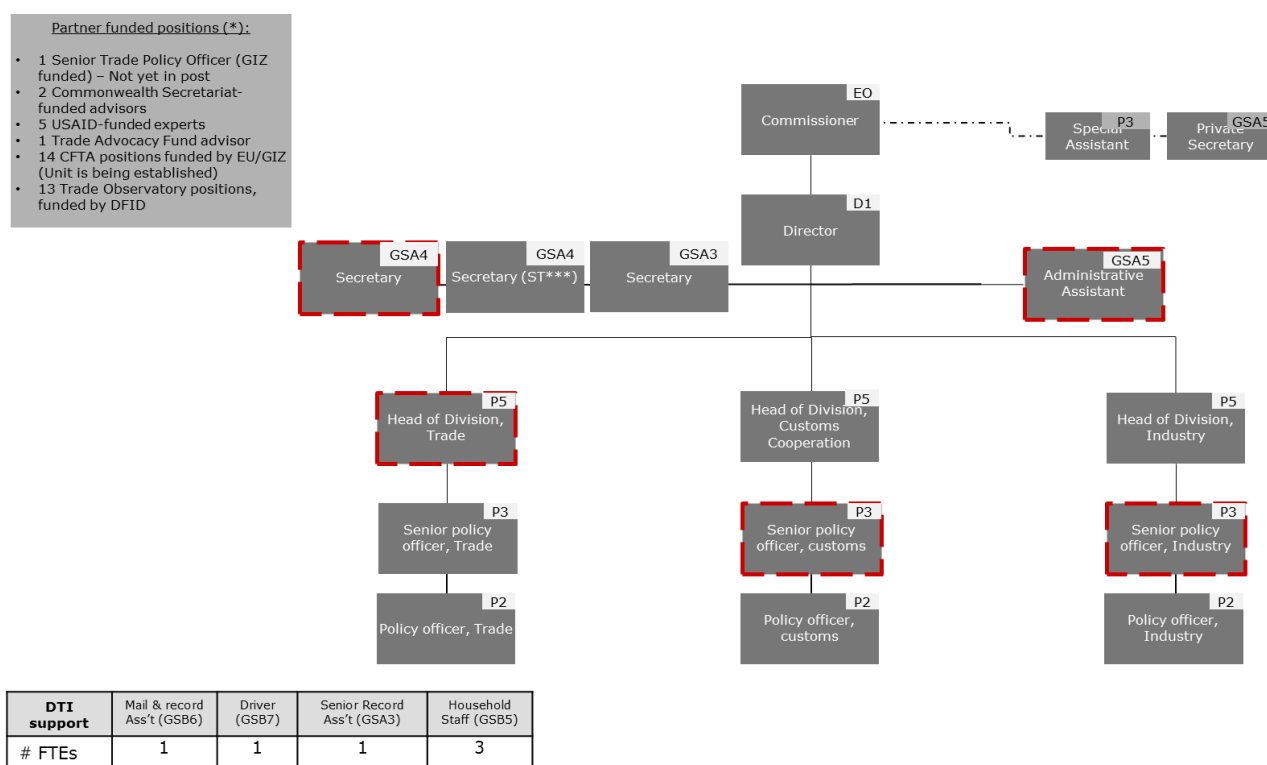 Partner funded positions (*):
• 1 Senior Trade Policy Officer (GIZ
funded) – Not yet in post
• 2 Commonwealth Secretariat-
funded advisors
• 5 USAID-funded experts
• 1 Trade Advocacy Fund advisor
• 14 CFTA positions funded by EU/GIZ
(Unit is being established)
• 13 Trade Observatory positions,
funded by DFID
EO
Commissioner
P3
Special
Assistant
GSA5
Private
Secretary
D1
Director
GSA4
Secretary
GSA4
Secretary (ST***)
GSA3
Secretary
GSA5
Administrative
Assistant
P5
Head of Division,
Trade
P5
Head of Division,
Customs
Cooperation
P5
Head of Division,
Industry
P3
Senior policy
officer, Trade
P3
Senior policy
officer, customs
P3
Senior policy
officer, Industry
P2
Policy officer, Trade
P2
Policy officer,
customs
P2
Policy officer,
Industry
DTI
support
Mail & record
Ass't (GSB6)
Driver
(GSB7)
Senior Record
Ass't (GSA3)
Household
Staff (GSB5)
# FTEs
1
1
1
3